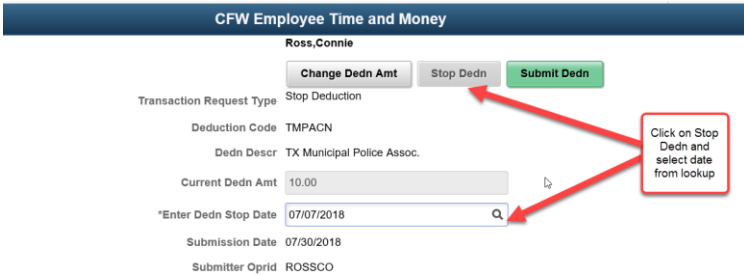 CFW Employee Time and Money
Ross,Connie
Change Dedn Amt Stop Dedn Submit Dedn
Transaction Request Type Stop Deduction
Deduction Code TMPACN
Dedn Descr TX Municipal Police Assoc.
Current Dedn Amt 10.00
*Enter Dedn Stop Date 07/07/2018
Submission Date 07/30/2018
Submitter Oprid ROSSCO
Click on Stop
Dedn and
select date
from lookup